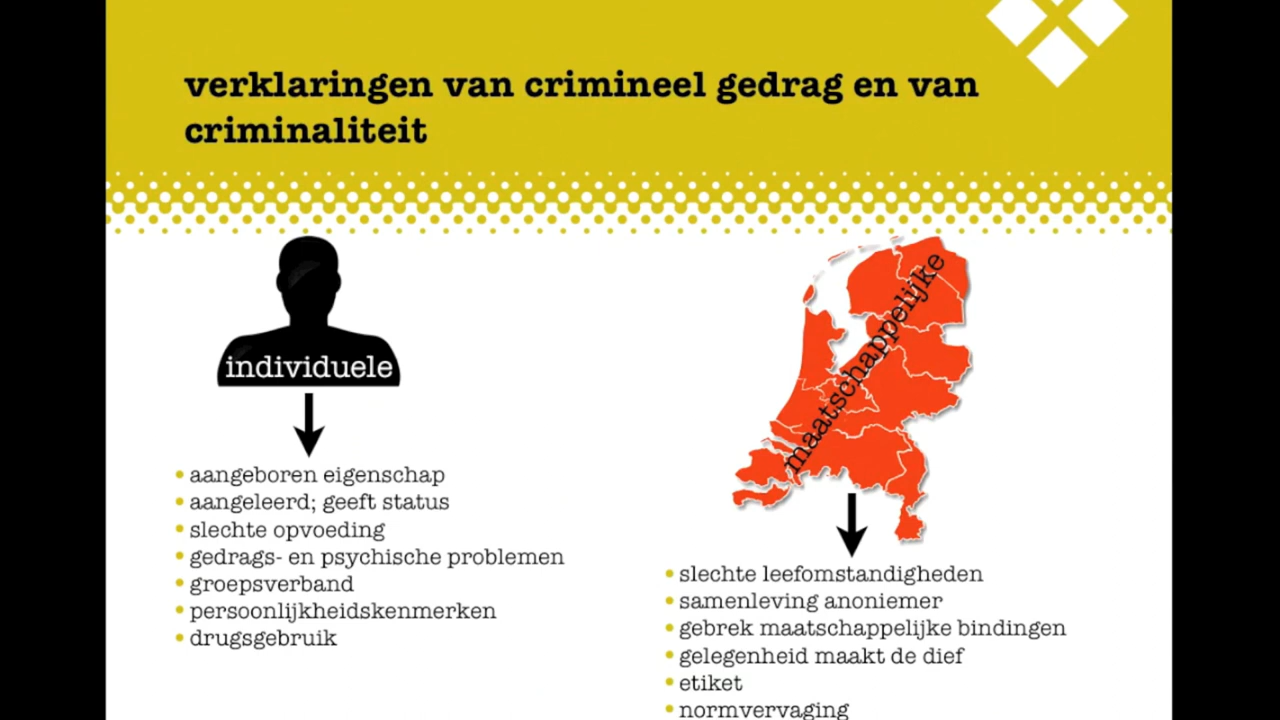 verklaringen van crimineel gedrag en van
criminaliteit
individuele
aangeboren eigenschap
aangeleerd; geeft status
slechte opvoeding
gedrags- en psychische problemen
groepsverband
persoonlijkheidskenmerken
drugsgebruik
maatschappelijke
slechte leefomstandigheden
samenleving anoniemer
gebrek maatschappelijke bindingen
gelegenheid maakt de dief
etiket
normvervaging